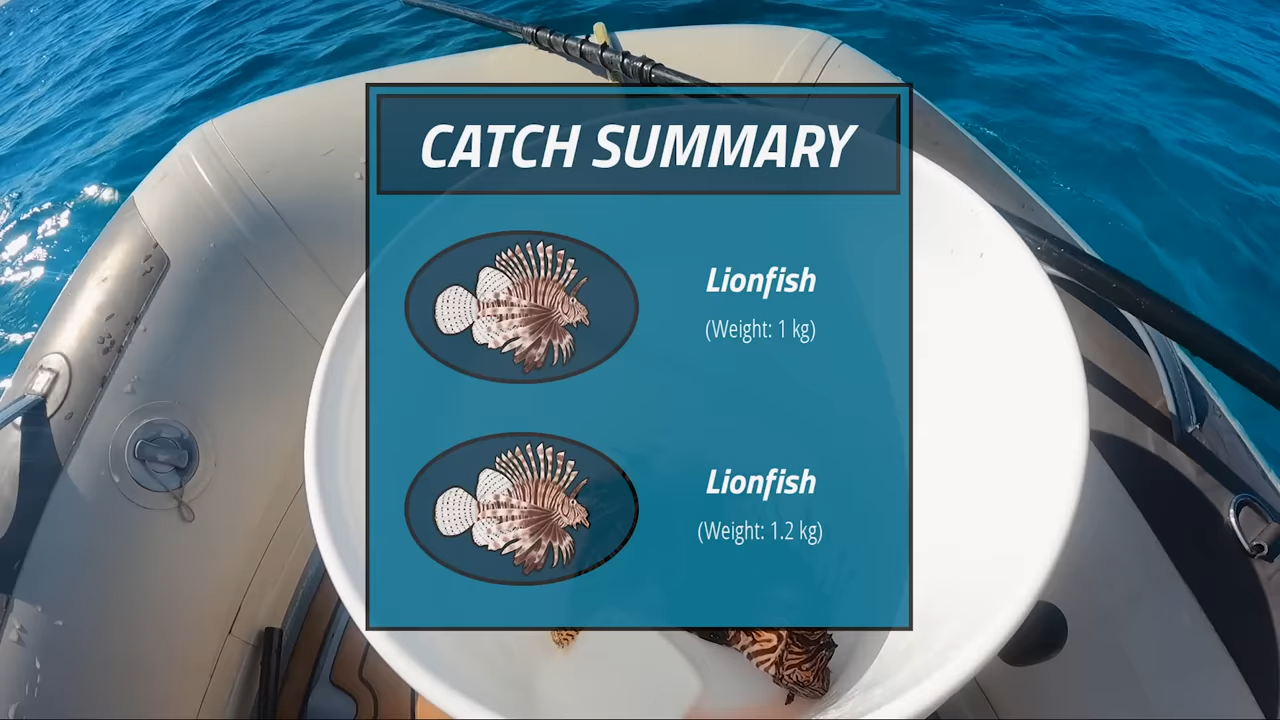 CATCH SUMMARY
Lionfish
(Weight: 1 kg)
Lionfish
(Weight: 1.2 kg)